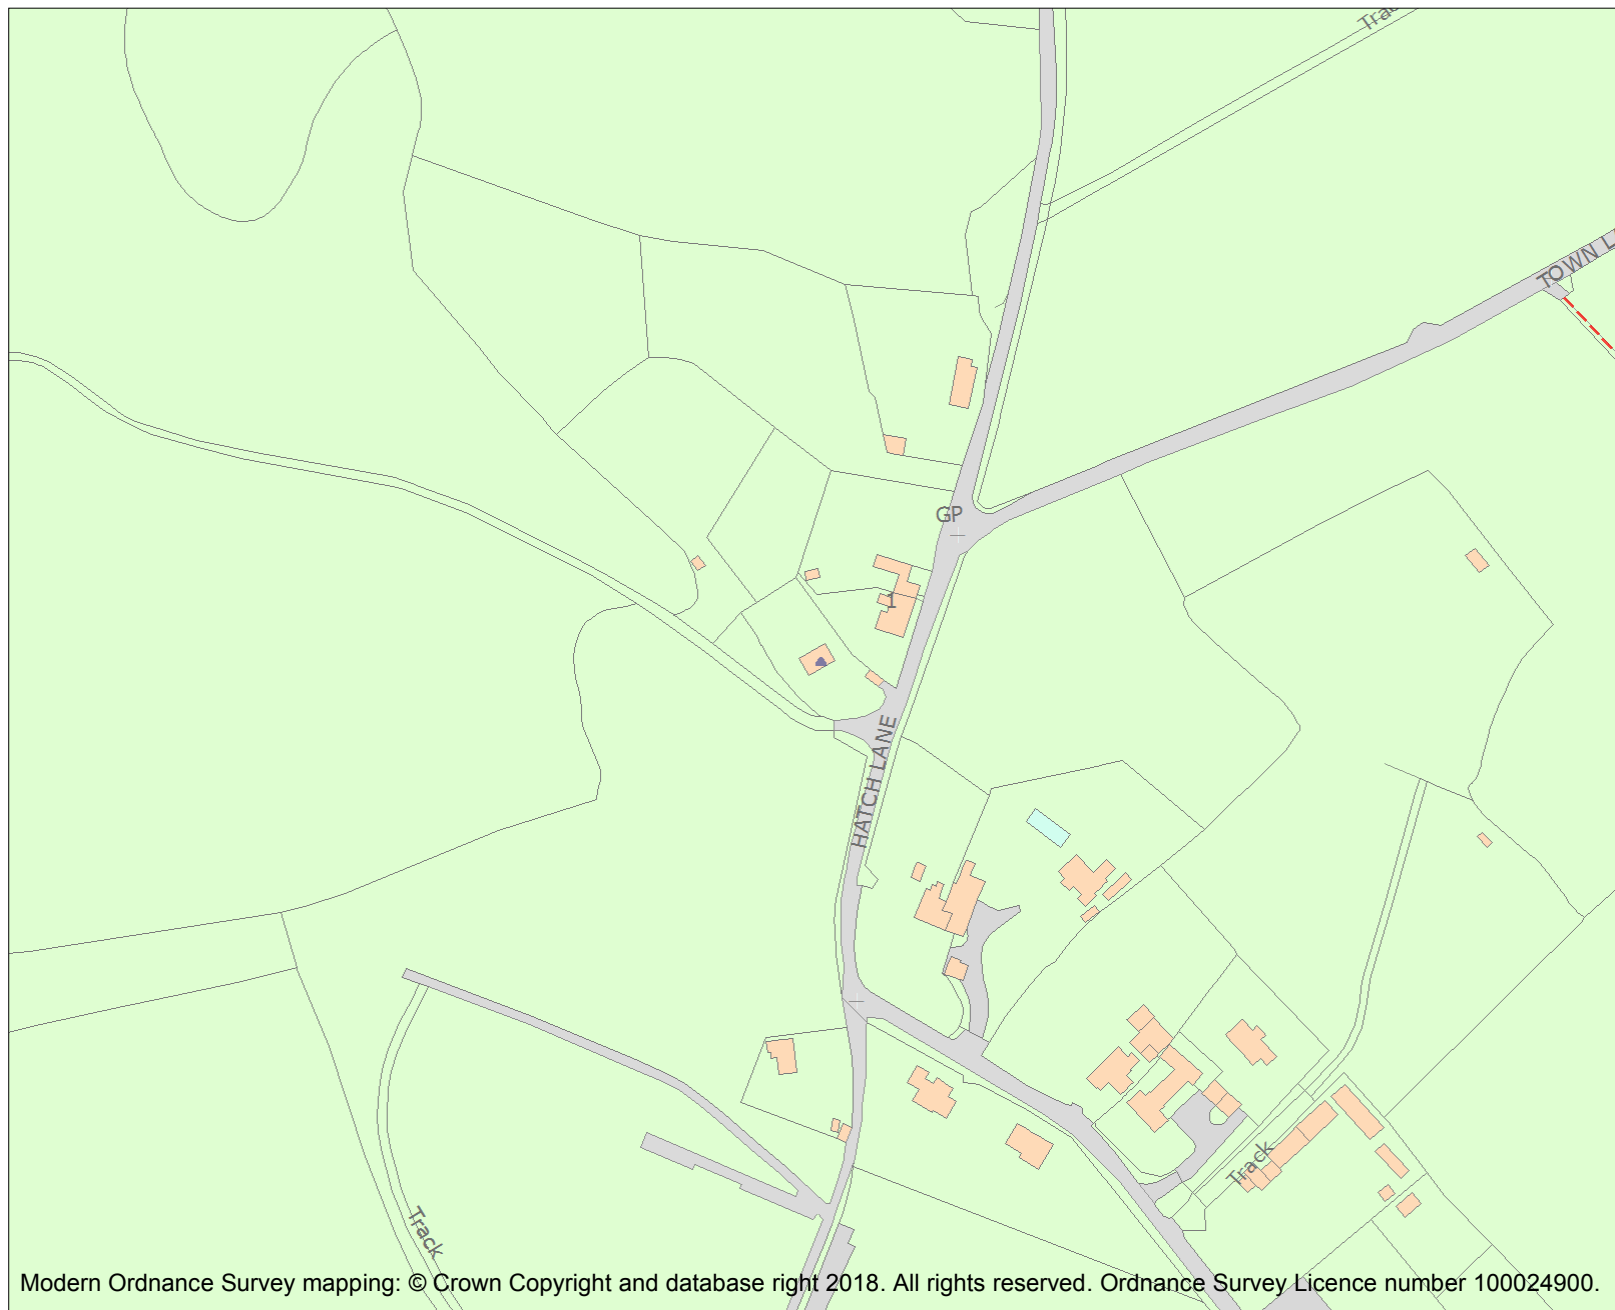 Trac
TOWN L
GP
1
HATCH LANE
Track
Track
Modern Ordnance Survey mapping: © Crown Copyright and database right 2018. All rights reserved. Ordnance Survey Licence number 100024900.